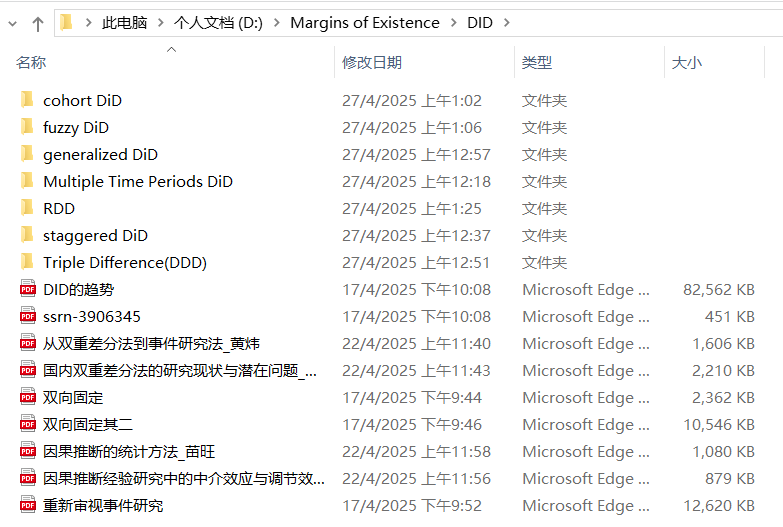 此电脑 > 个人文档 (D:) > Margins of Existence > DID >
名称 修改日期 类型 大小
cohort DiD 27/4/2025 上午1:02 文件夹
fuzzy DiD 27/4/2025 上午1:06 文件夹
generalized DiD 27/4/2025 上午12:57 文件夹
Multiple Time Periods DiD 27/4/2025 上午12:18 文件夹
RDD 27/4/2025 上午1:25 文件夹
staggered DiD 27/4/2025 上午12:37 文件夹
Triple Difference(DDD) 27/4/2025 上午12:51 文件夹
PDF DID的趋势 17/4/2025 下午10:08 Microsoft Edge ... 82,562 KB
PDF ssrn-3906345 17/4/2025 下午10:08 Microsoft Edge ... 451 KB
PDF 从双重差分法到事件研究法_黄炜 22/4/2025 上午11:40 Microsoft Edge ... 1,606 KB
PDF 国内双重差分法的研究现状与潜在问题_... 22/4/2025 上午11:43 Microsoft Edge ... 2,210 KB
PDF 双向固定 17/4/2025 下午9:44 Microsoft Edge ... 2,362 KB
PDF 双向固定其二 17/4/2025 下午9:46 Microsoft Edge ... 10,546 KB
PDF 因果推断的统计方法_苗旺 22/4/2025 上午11:58 Microsoft Edge ... 1,080 KB
PDF 因果推断经验研究中的中介效应与调节效... 22/4/2025 上午11:56 Microsoft Edge ... 879 KB
PDF 重新审视事件研究 17/4/2025 下午9:52 Microsoft Edge ... 12,620 KB